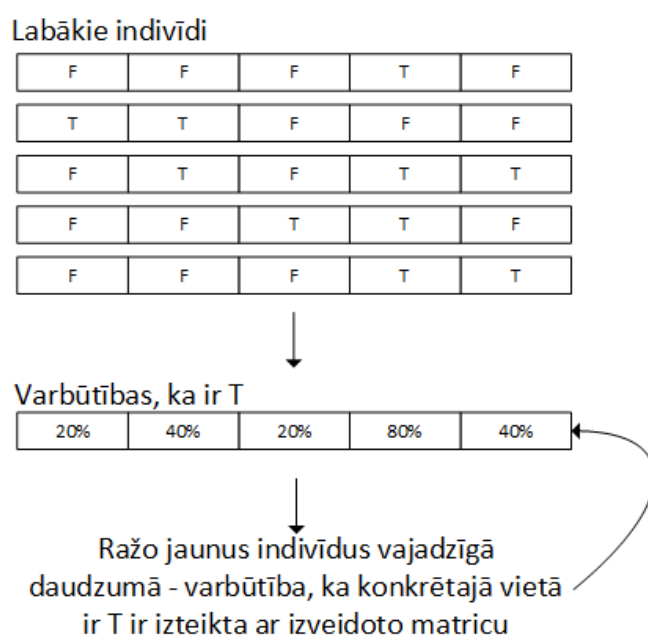 Labākie indivīdi
F F F T F
T T F F F
F T F T T
F F T T F
F F F T T
Varbūtības, ka ir T
20% 40% 20% 80% 40%
Ražo jaunus indivīdus vajadzīgā
daudzumā - varbūtība, ka konkrētajā vietā
ir T ir izteikta ar izveidoto matricu